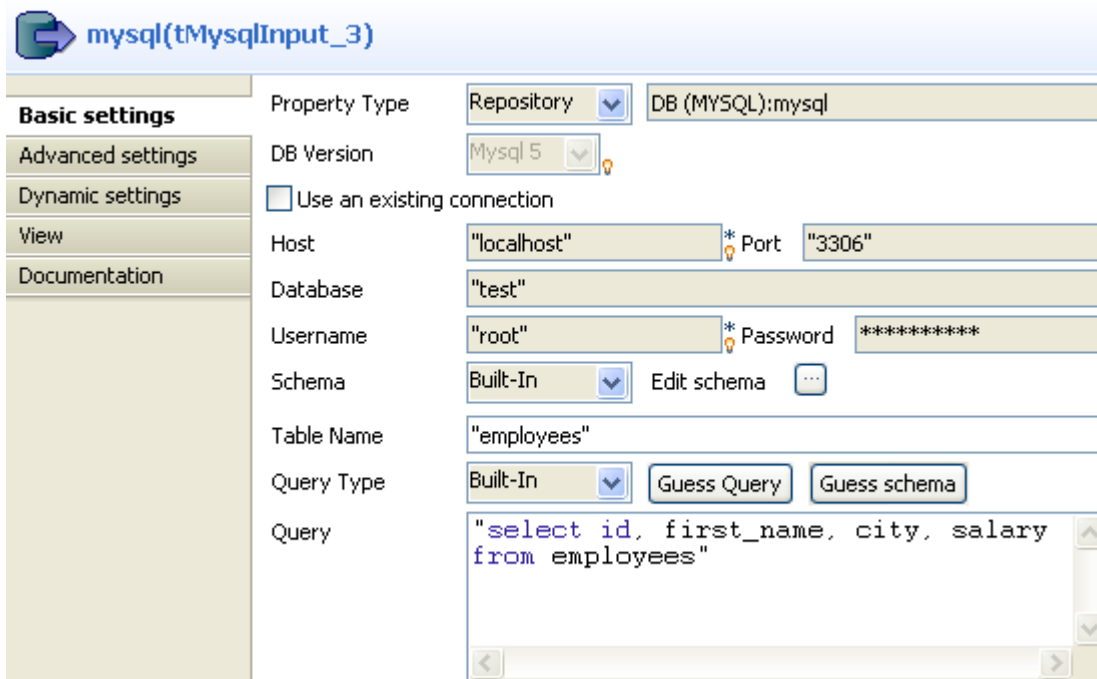 mysql(tMysqlInput_3)
Basic settings
Advanced settings
Dynamic settings
View
Documentation
Property Type Repository DB (MYSQL):mysql
DB Version Mysql 5
Use an existing connection
Host "localhost" * Port "3306"
Database "test"
Username "root" * Password **********
Schema Built-In Edit schema ...
Table Name "employees"
Query Type Built-In Guess Query Guess schema
Query "select id, first_name, city, salary
from employees"